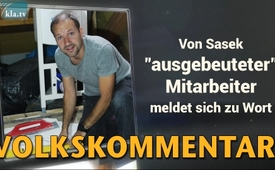 kla.tv
Von Sasek
"ausgebeuteter"
Mitarbeiter
meldet sich zu Wort
VOLKSKOMMENTAR